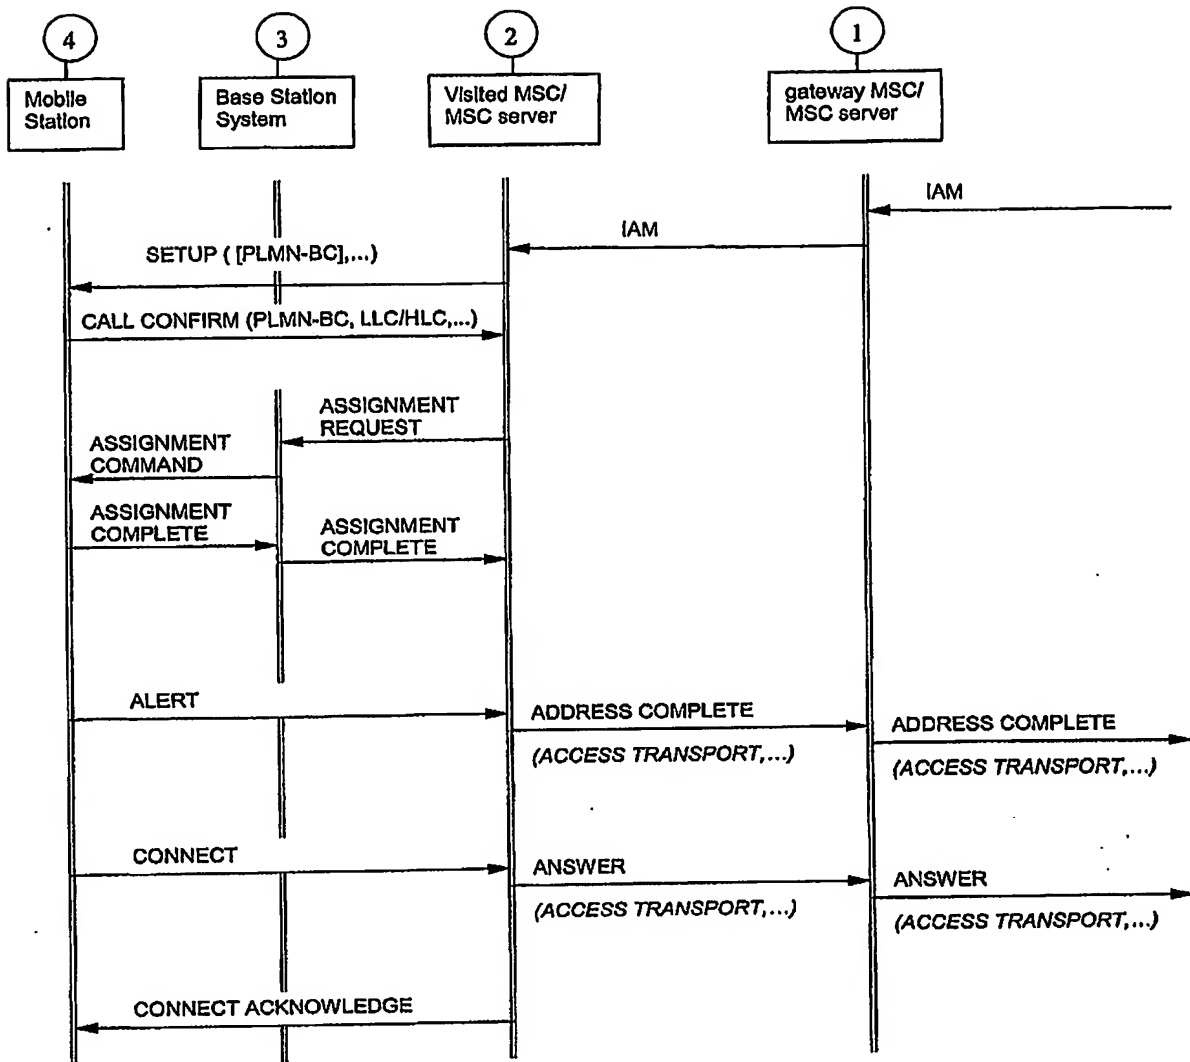 4
3
2
1
Mobile
Station
Base Station
System
Visited MSC/
MSC server
gateway MSC/
MSC server
IAM
IAM
SETUP ( [PLMN-BC],...)
CALL CONFIRM (PLMN-BC, LLC/HLC,...)
ASSIGNMENT
REQUEST
ASSIGNMENT
COMMAND
ASSIGNMENT
COMPLETE
ASSIGNMENT
COMPLETE
ALERT
ADDRESS COMPLETE
(ACCESS TRANSPORT,...)
ADDRESS COMPLETE
(ACCESS TRANSPORT,...)
CONNECT
ANSWER
(ACCESS TRANSPORT,...)
ANSWER
(ACCESS TRANSPORT,...)
CONNECT ACKNOWLEDGE